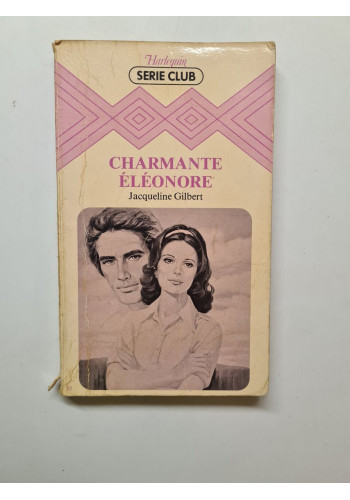 Harlequin
SERIE CLUB
CHARMANTE
ÉLÉONORE
Jacqueline Gilbert